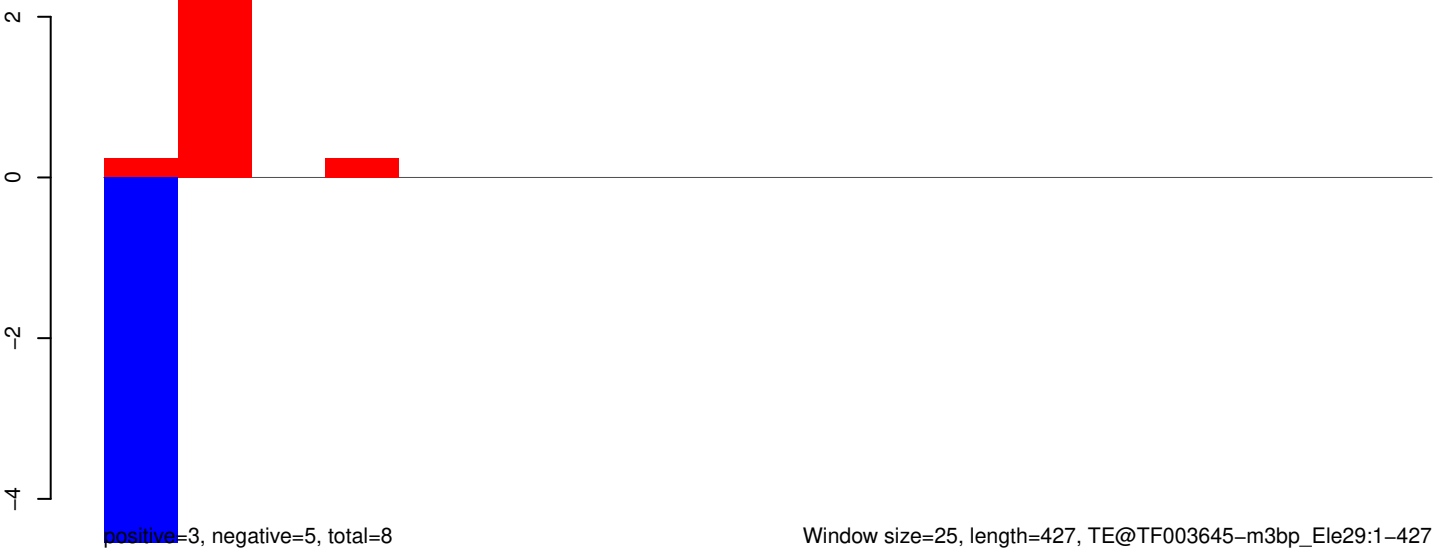 2
0
−2
−4
positive=3, negative=5, total=8
Window size=25, length=427, TE@TF003645−m3bp_Ele29:1−427